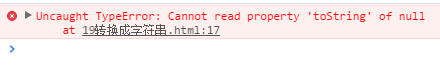 Uncaught TypeError: Cannot read property 'toString' of null
at 19转换成字符串.html:17